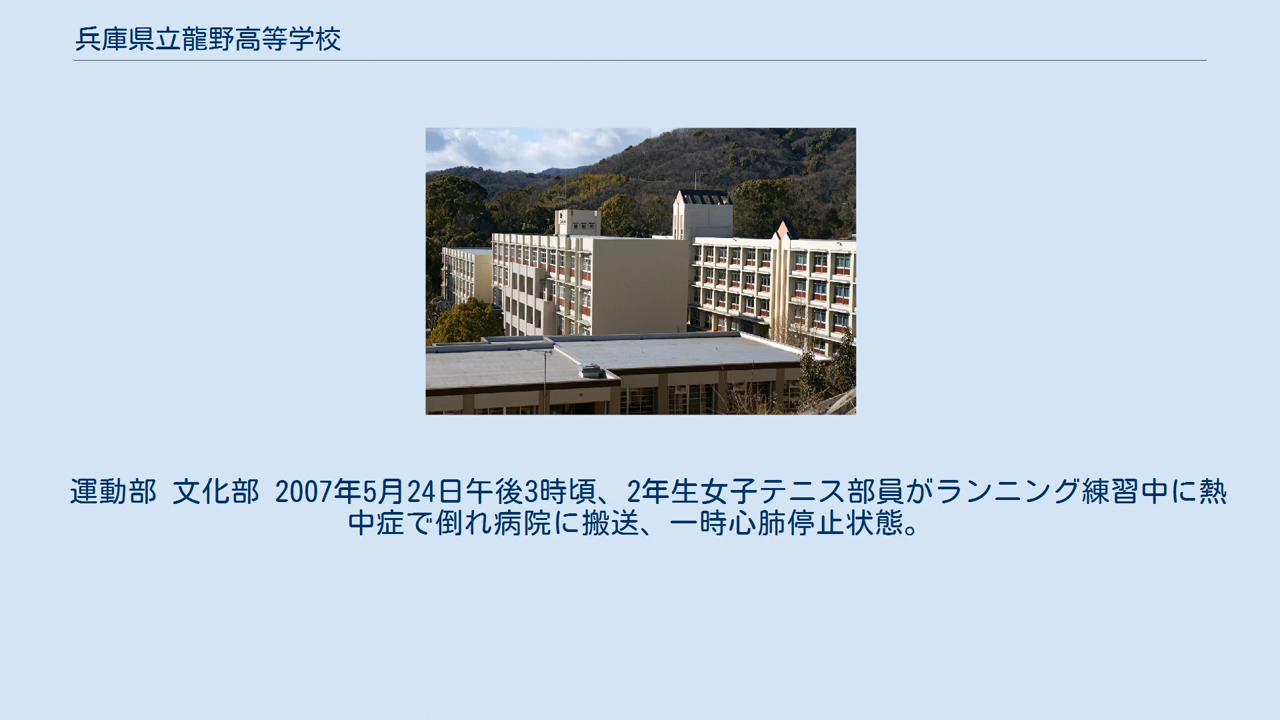 兵庫県立龍野高等学校
運動部 文化部 2007年5月24日午後3時頃、2年生女子テニス部員がランニング練習中に熱
中症で倒れ病院に搬送、一時心肺停止状態。